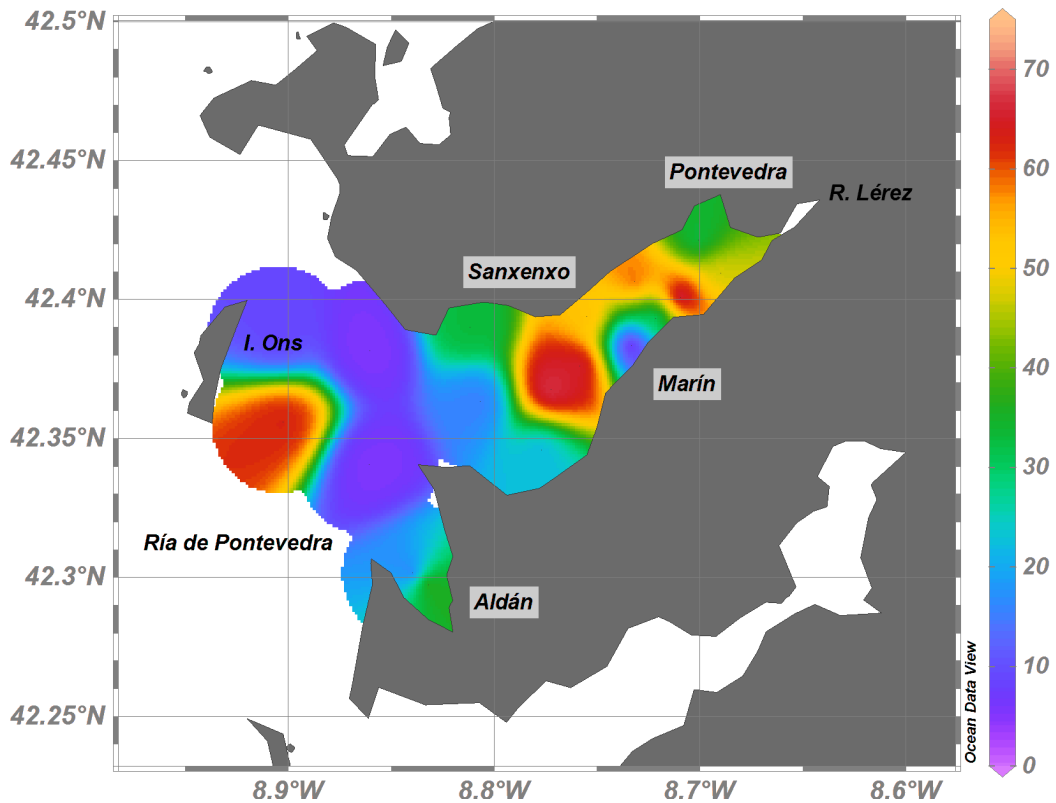 42.5°N
42.45°N
42.4°N
42.35°N
42.3°N
42.25°N
Pontevedra
R. Lérez
Sanxenxo
I. Ons
Marín
Ría de Pontevedra
Aldán
8.9°W
8.8°W
8.7°W
8.6°W
Ocean Data View
70
60
50
40
30
20
10
0